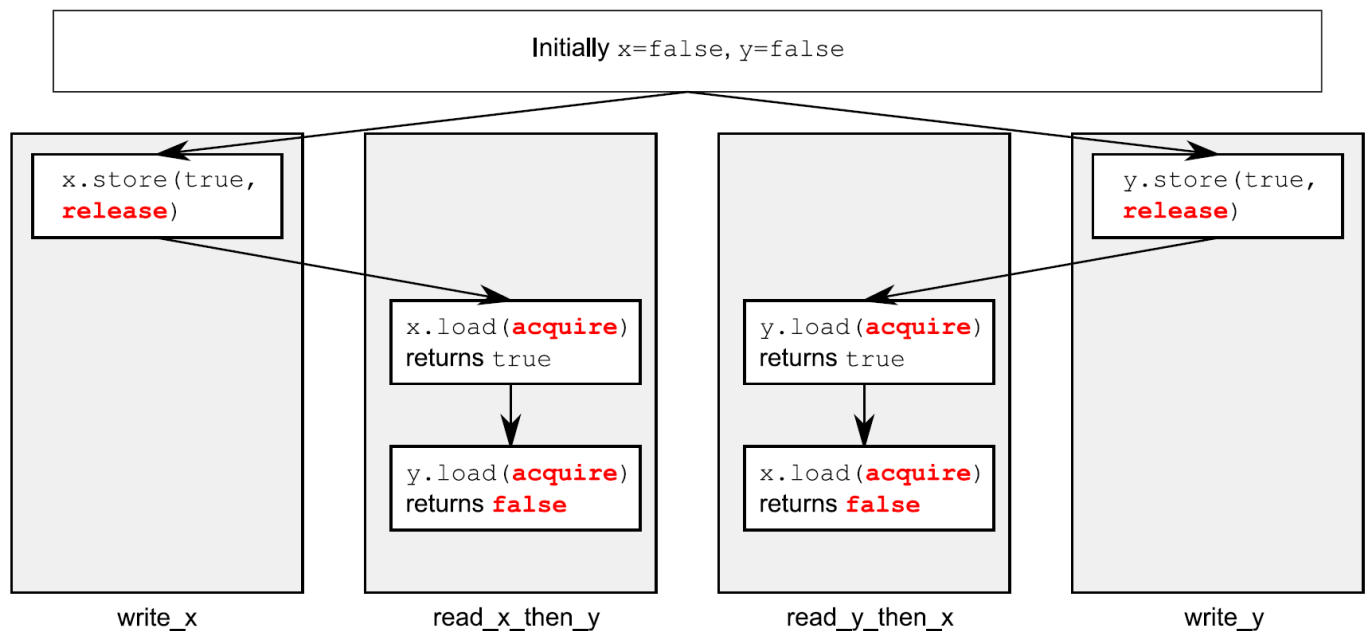 Initially x=false, y=false
x.store(true,
release)
y.store(true,
release)
x.load(acquire)
returns true
y.load(acquire)
returns true
y.load(acquire)
returns false
x.load(acquire)
returns false
write_x
read_x_then_y
read_y_then_x
write_y